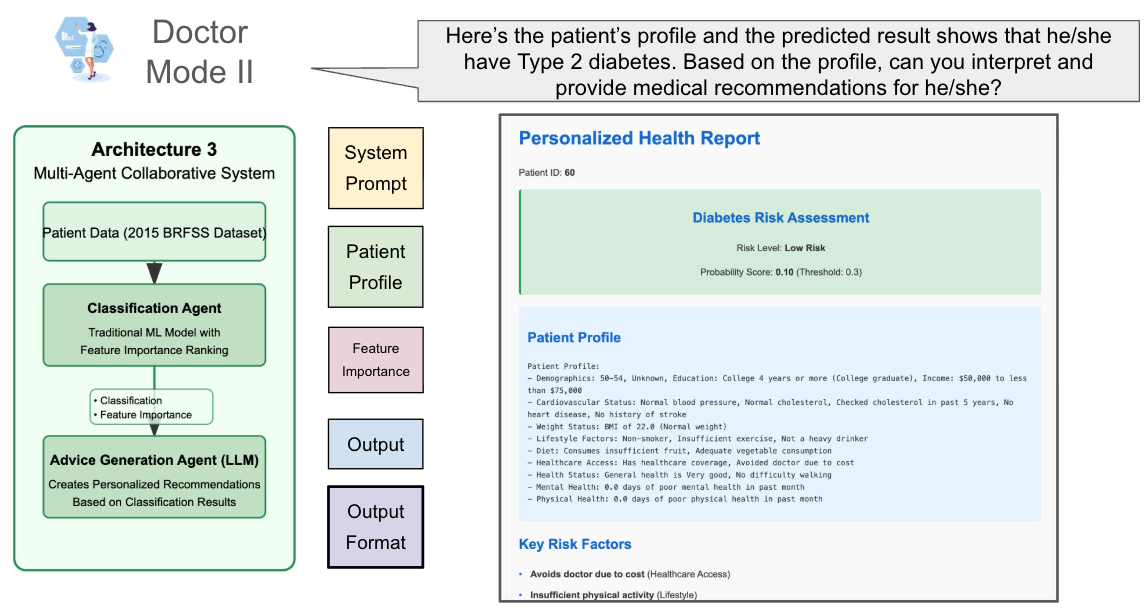 Doctor
Mode II
Here's the patient's profile and the predicted result shows that he/she
have Type 2 diabetes. Based on the profile, can you interpret and
provide medical recommendations for he/she?
Architecture 3
Multi-Agent Collaborative System
Patient Data (2015 BRFSS Dataset)
Classification Agent
Traditional ML Model with
Feature Importance Ranking
• Classification
• Feature Importance
Advice Generation Agent (LLM)
Creates Personalized Recommendations
Based on Classification Results
System
Prompt
Patient
Profile
Feature
Importance
Output
Output
Format
Personalized Health Report
Patient ID: 60
Diabetes Risk Assessment
Risk Level: Low Risk
Probability Score: 0.10 (Threshold: 0.3)
Patient Profile
Patient Profile:
- Demographics: 50-54, Unknown, Education: College 4 years or more (College graduate), Income: $50,000 to less
than $75,000
- Cardiovascular Status: Normal blood pressure, Normal cholesterol, Checked cholesterol in past 5 years, No
heart disease, No history of stroke
- Weight Status: BMI of 22.0 (Normal weight)
- Lifestyle Factors: Non-smoker, Insufficient exercise, Not a heavy drinker
- Diet: Consumes insufficient fruit, Adequate vegetable consumption
- Healthcare Access: Has healthcare coverage, Avoided doctor due to cost
- Health Status: General health is Very good, No difficulty walking
- Mental Health: 0.0 days of poor mental health in past month
- Physical Health: 0.0 days of poor physical health in past month
Key Risk Factors
• Avoids doctor due to cost (Healthcare Access)
• Insufficient physical activity (Lifestyle)